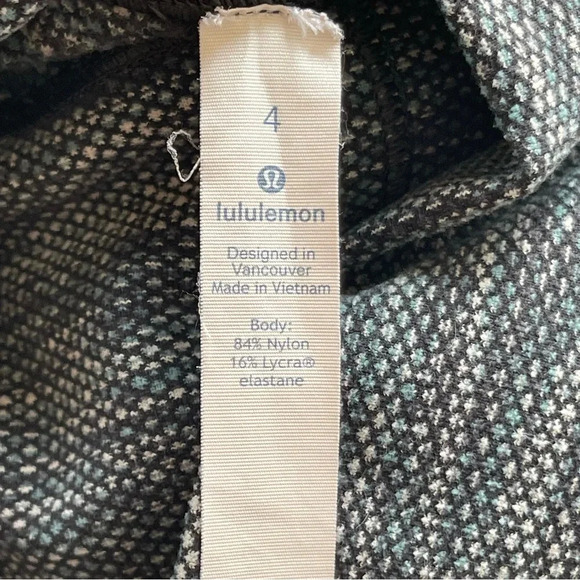 4
lululemon
Designed in
Vancouver
Made in Vietnam
Body:
84% Nylon
16% Lycra®
elastane